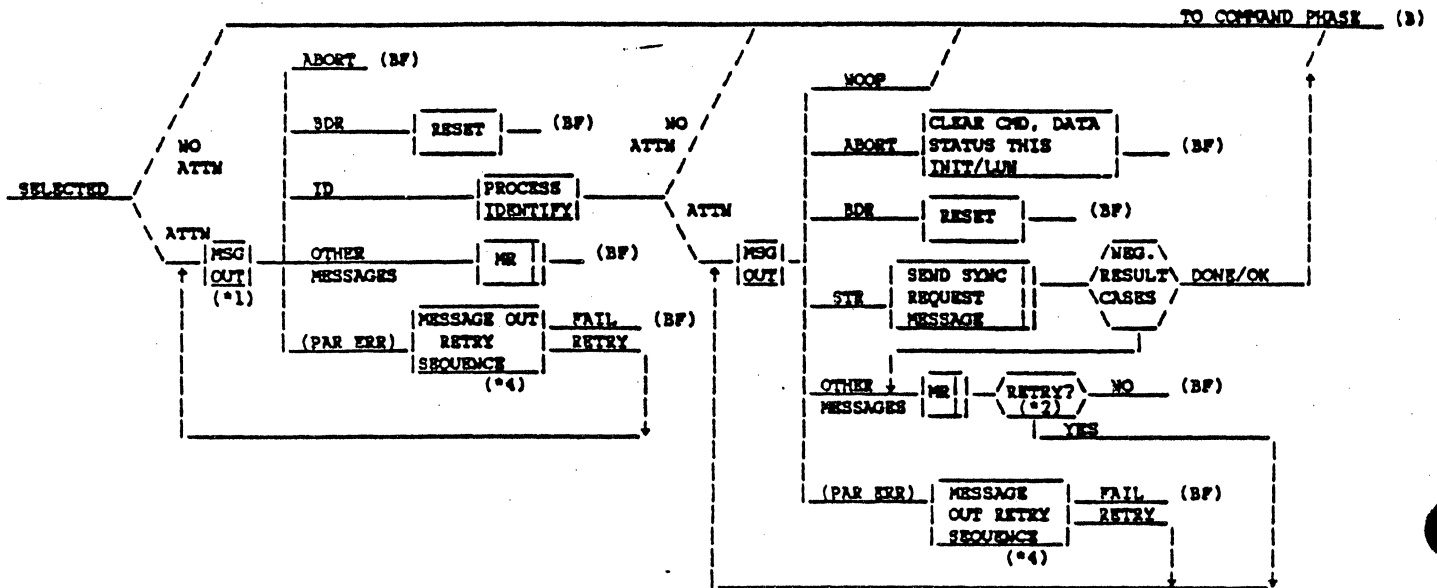 TO COMMAND PHASE (B)
ABORT (BF)
NOOP
BDR RESET (BF)
NO
ATTN
CLEAR CMD, DATA
ABORT STATUS THIS (BF)
INIT/LUN
NO
ATTN
SELECTED
ID PROCESS
IDENTIFY
ATTN
BDR RESET (BF)
ATTN
MSG
OUT
(*1)
OTHER
MESSAGES
MR (BF)
MSG
OUT
STR SEND SYNC
REQUEST
MESSAGE
NEG.
RESULT
CASES
DONE/OK
(PAR ERR) MESSAGE OUT
RETRY
SEQUENCE
(*4)
FAIL (BF)
RETRY
OTHER
MESSAGES
MR RETRY?
(*2)
NO (BF)
YES
(PAR ERR) MESSAGE
OUT RETRY
SEQUENCE
(*4)
FAIL (BF)
RETRY